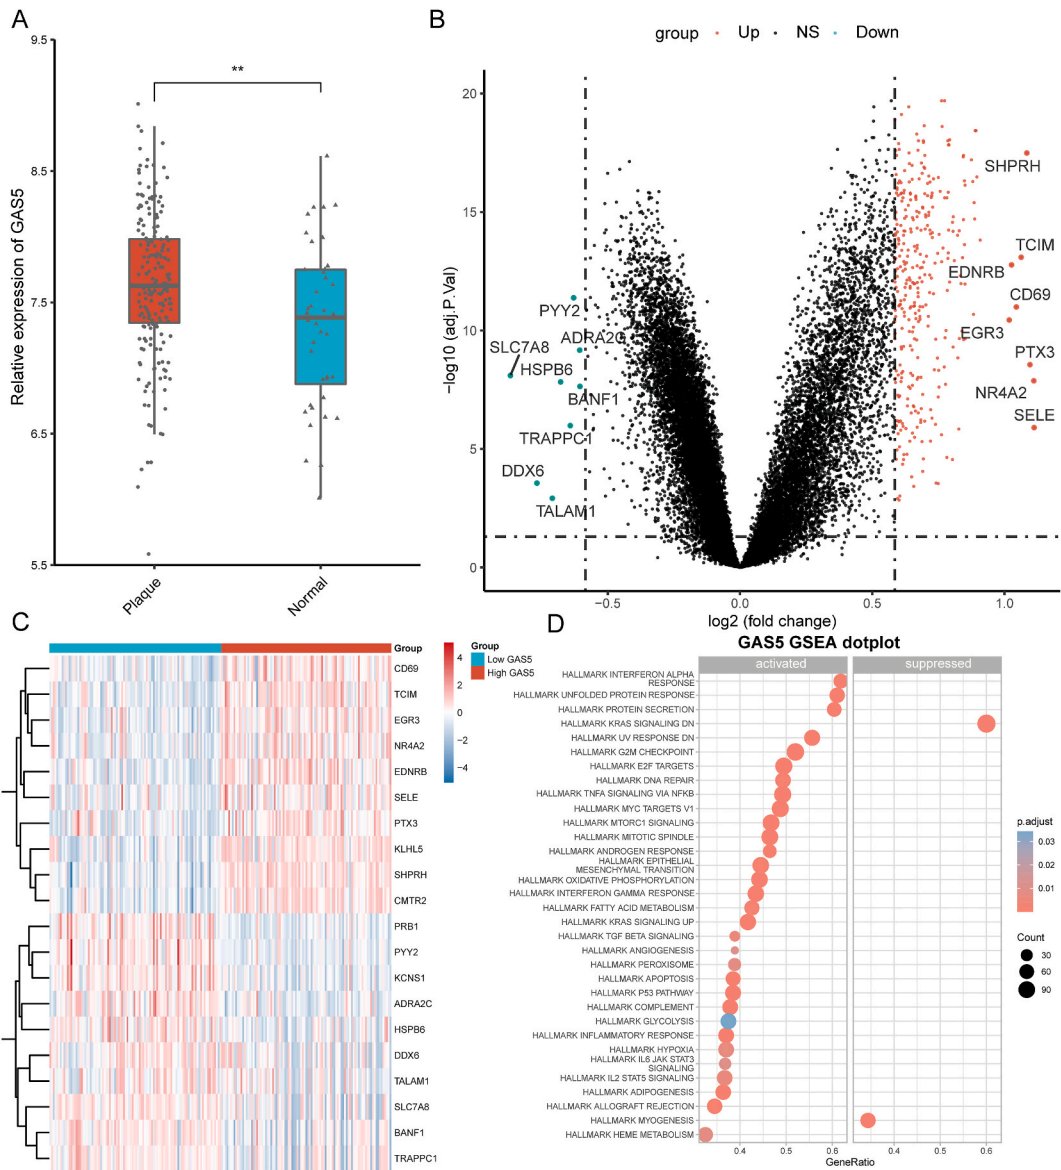 A
9.5
8.5
7.5
6.5
5.5
Relative expression of GAS5
**
Plaque
Normal
B
group Up NS Down
20
15
10
5
0
−log10 (adj.P.Val)
SHPRH
TCIM
EDNRB
CD69
EGR3
PTX3
NR4A2
SELE
PYY2
ADRA2C
SLC7A8
HSPB6
BANF1
TRAPPC1
DDX6
TALAM1
−0.5
0.0
0.5
1.0
log2 (fold change)
C
Group
CD69
TCIM
EGR3
NR4A2
EDNRB
SELE
PTX3
KLHL5
SHPRH
CMTR2
PRB1
PYY2
KCNS1
ADRA2C
HSPB6
DDX6
TALAM1
SLC7A8
BANF1
TRAPPC1
4
2
0
−2
−4
Group
Low GAS5
High GAS5
D
GAS5 GSEA dotplot
activated
suppressed
HALLMARK INTERFERON ALPHA
RESPONSE
HALLMARK UNFOLDED PROTEIN RESPONSE
HALLMARK PROTEIN SECRETION
HALLMARK KRAS SIGNALING DN
HALLMARK UV RESPONSE DN
HALLMARK G2M CHECKPOINT
HALLMARK E2F TARGETS
HALLMARK DNA REPAIR
HALLMARK TNFA SIGNALING VIA NFKB
HALLMARK MYC TARGETS V1
HALLMARK MTORC1 SIGNALING
HALLMARK MITOTIC SPINDLE
HALLMARK ANDROGEN RESPONSE
HALLMARK EPITHELIAL
MESENCHYMAL TRANSITION
HALLMARK OXIDATIVE PHOSPHORYLATION
HALLMARK INTERFERON GAMMA RESPONSE
HALLMARK FATTY ACID METABOLISM
HALLMARK KRAS SIGNALING UP
HALLMARK TGF BETA SIGNALING
HALLMARK ANGIOGENESIS
HALLMARK PEROXISOME
HALLMARK APOPTOSIS
HALLMARK P53 PATHWAY
HALLMARK COMPLEMENT
HALLMARK GLYCOLYSIS
HALLMARK INFLAMMATORY RESPONSE
HALLMARK HYPOXIA
HALLMARK IL6 JAK STAT3
SIGNALING
HALLMARK IL2 STAT5 SIGNALING
HALLMARK ADIPOGENESIS
HALLMARK ALLOGRAFT REJECTION
HALLMARK MYOGENESIS
HALLMARK HEME METABOLISM
0.4
0.5
0.6
0.4
0.5
0.6
GeneRatio
p.adjust
0.03
0.02
0.01
Count
30
60
90